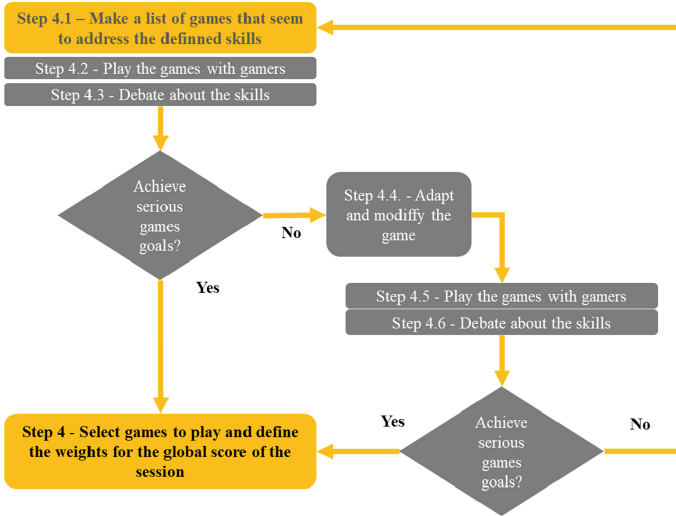 Step 4.1 – Make a list of games that seem
to address the definned skills
Step 4.2 - Play the games with gamers
Step 4.3 - Debate about the skills
Achieve
serious
games
goals?
No
Yes
Step 4.4. - Adapt
and modiffy the
game
Step 4.5 - Play the games with gamers
Step 4.6 - Debate about the skills
Achieve
serious
games
goals?
Yes
No
Step 4 - Select games to play and define
the weights for the global score of the
session